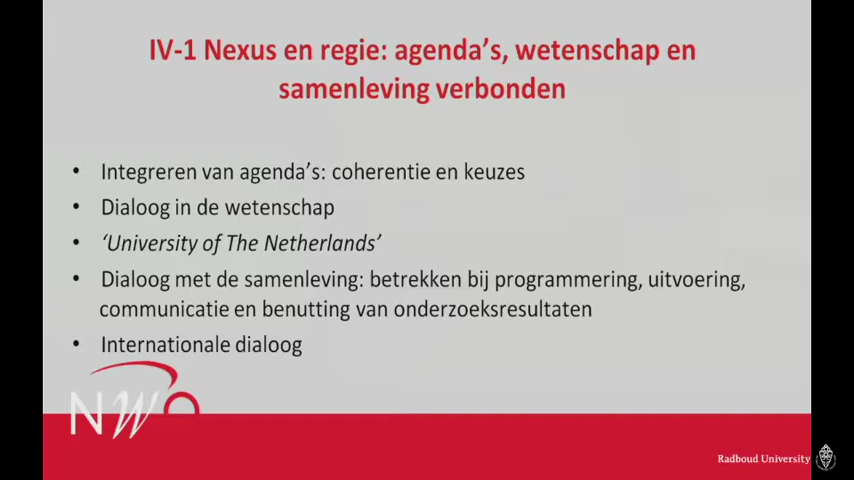 IV-1 Nexus en regie: agenda’s, wetenschap en
samenleving verbonden
• Integreren van agenda’s: coherentie en keuzes
• Dialoog in de wetenschap
• ‘University of The Netherlands’
• Dialoog met de samenleving: betrekken bij programmering, uitvoering,
communicatie en benutting van onderzoeksresultaten
• Internationale dialoog
NWO
Radboud University